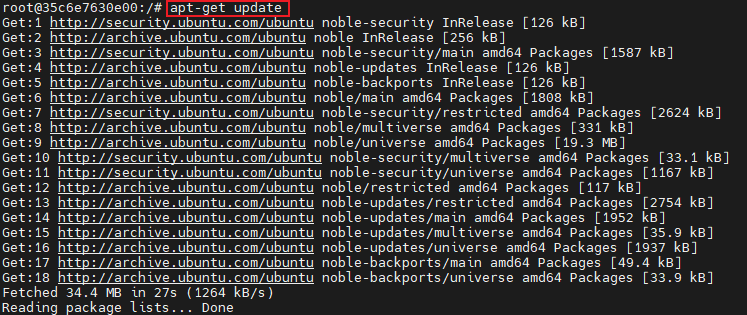 root@35c6e7630e00:/# apt-get update
Get:1 http://security.ubuntu.com/ubuntu noble-security InRelease [126 kB]
Get:2 http://archive.ubuntu.com/ubuntu noble InRelease [256 kB]
Get:3 http://security.ubuntu.com/ubuntu noble-security/main amd64 Packages [1587 kB]
Get:4 http://archive.ubuntu.com/ubuntu noble-updates InRelease [126 kB]
Get:5 http://archive.ubuntu.com/ubuntu noble-backports InRelease [126 kB]
Get:6 http://archive.ubuntu.com/ubuntu noble/main amd64 Packages [1808 kB]
Get:7 http://security.ubuntu.com/ubuntu noble-security/restricted amd64 Packages [2624 kB]
Get:8 http://archive.ubuntu.com/ubuntu noble/multiverse amd64 Packages [331 kB]
Get:9 http://archive.ubuntu.com/ubuntu noble/universe amd64 Packages [19.3 MB]
Get:10 http://security.ubuntu.com/ubuntu noble-security/multiverse amd64 Packages [33.1 kB]
Get:11 http://security.ubuntu.com/ubuntu noble-security/universe amd64 Packages [1167 kB]
Get:12 http://archive.ubuntu.com/ubuntu noble/restricted amd64 Packages [117 kB]
Get:13 http://archive.ubuntu.com/ubuntu noble-updates/restricted amd64 Packages [2754 kB]
Get:14 http://archive.ubuntu.com/ubuntu noble-updates/main amd64 Packages [1952 kB]
Get:15 http://archive.ubuntu.com/ubuntu noble-updates/multiverse amd64 Packages [35.9 kB]
Get:16 http://archive.ubuntu.com/ubuntu noble-updates/universe amd64 Packages [1937 kB]
Get:17 http://archive.ubuntu.com/ubuntu noble-backports/main amd64 Packages [49.4 kB]
Get:18 http://archive.ubuntu.com/ubuntu noble-backports/universe amd64 Packages [33.9 kB]
Fetched 34.4 MB in 27s (1264 kB/s)
Reading package lists... Done